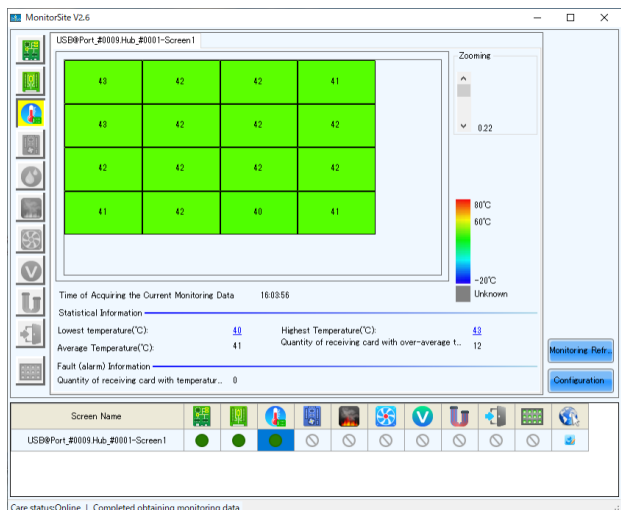 MonitorSite V2.6
USB@Port_#0009.Hub_#0001-Screen1
43 42 42 41
43 42 42 42
42 42 42 42
41 42 40 41
Zooming
0.22
80℃
60℃
-20℃
Unknown
Time of Acquiring the Current Monitoring Data 16:03:56
Statistical Information
Lowest temperature(℃): 40 Highest Temperature(℃): 43
Average Temperature(℃): 41 Quantity of receiving card with over-average t... 12
Fault (alarm) Information
Quantity of receiving card with temperatur... 0
Monitoring Refr...
Configuration
Screen Name
USB@Port_#0009.Hub_#0001-Screen1
Care status:Online | Completed obtaining monitoring data